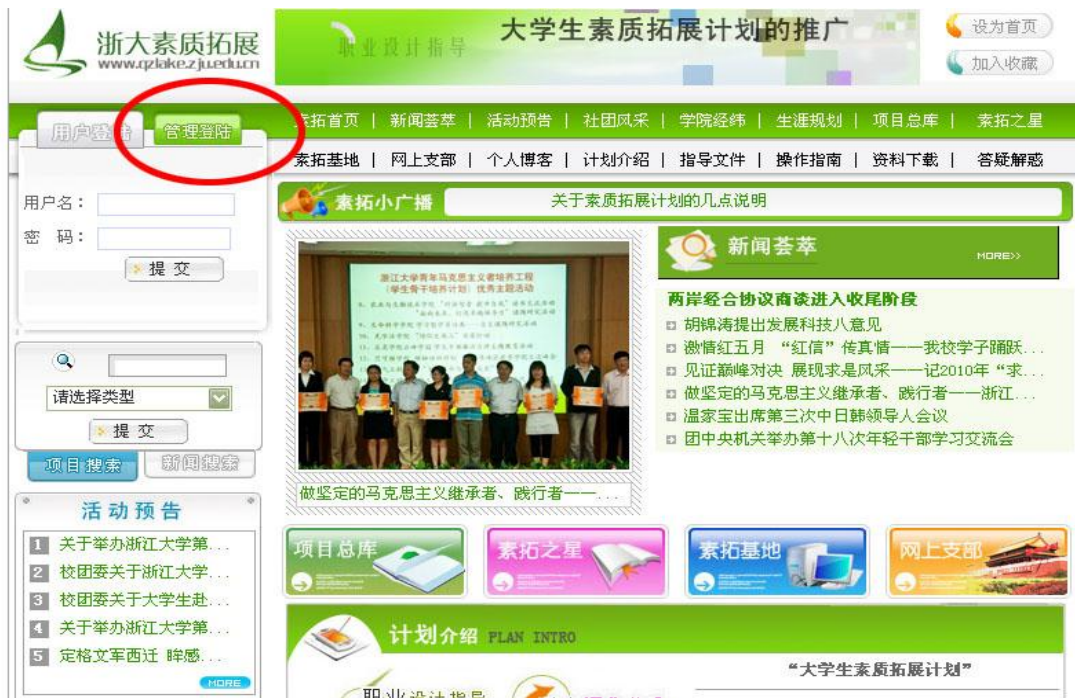 浙大素质拓展
www.qzlake.zju.edu.cn
职业设计指导
大学生素质拓展计划的推广
设为首页
加入收藏
用户登陆
管理登陆
素拓首页 | 新闻荟萃 | 活动预告 | 社团风采 | 学院经纬 | 生涯规划 | 项目总库 | 素拓之星
素拓基地 | 网上支部 | 个人博客 | 计划介绍 | 指导文件 | 操作指南 | 资料下载 | 答疑解惑
用户名：
密 码：
提 交
请选择类型
提 交
项目搜索
新闻搜索
活动预告
1 关于举办浙江大学第...
2 校团委关于浙江大学...
3 校团委关于大学生赴...
4 关于举办浙江大学第...
5 定格文军西迁 眸感...
MORE
素拓小广播
关于素质拓展计划的几点说明
浙江大学青年马克思主义者培养工程
（学生骨干培养计划）优秀主题活动
做坚定的马克思主义继承者、践行者——...
新闻荟萃
MORE>>
两岸经合协议商谈进入收尾阶段
胡锦涛提出发展科技八意见
激情红五月 “红信”传真情——我校学子踊跃...
见证巅峰对决 展现求是风采——记2010年“求...
做坚定的马克思主义继承者、践行者——浙江...
温家宝出席第三次中日韩领导人会议
团中央机关举办第十八次年轻干部学习交流会
项目总库
素拓之星
素拓基地
网上支部
计划介绍 PLAN INTRO
“大学生素质拓展计划”
职业设计指导